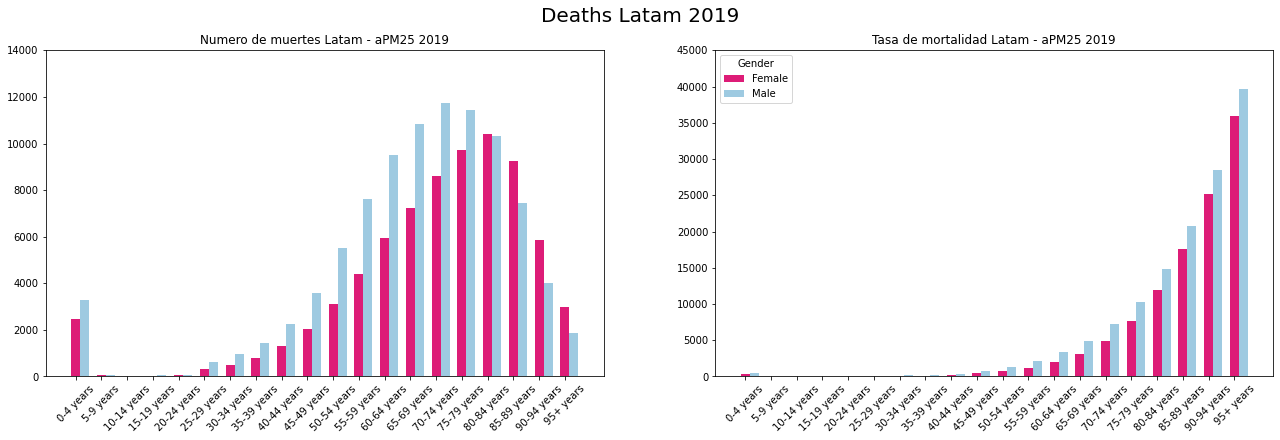 Deaths Latam 2019
Numero de muertes Latam - aPM25 2019
14000
12000
10000
8000
6000
4000
2000
0
0-4 years
5-9 years
10-14 years
15-19 years
20-24 years
25-29 years
30-34 years
35-39 years
40-44 years
45-49 years
50-54 years
55-59 years
60-64 years
65-69 years
70-74 years
75-79 years
80-84 years
85-89 years
90-94 years
95+ years
Tasa de mortalidad Latam - aPM25 2019
Gender
Female
Male
45000
40000
35000
30000
25000
20000
15000
10000
5000
0
0-4 years
5-9 years
10-14 years
15-19 years
20-24 years
25-29 years
30-34 years
35-39 years
40-44 years
45-49 years
50-54 years
55-59 years
60-64 years
65-69 years
70-74 years
75-79 years
80-84 years
85-89 years
90-94 years
95+ years